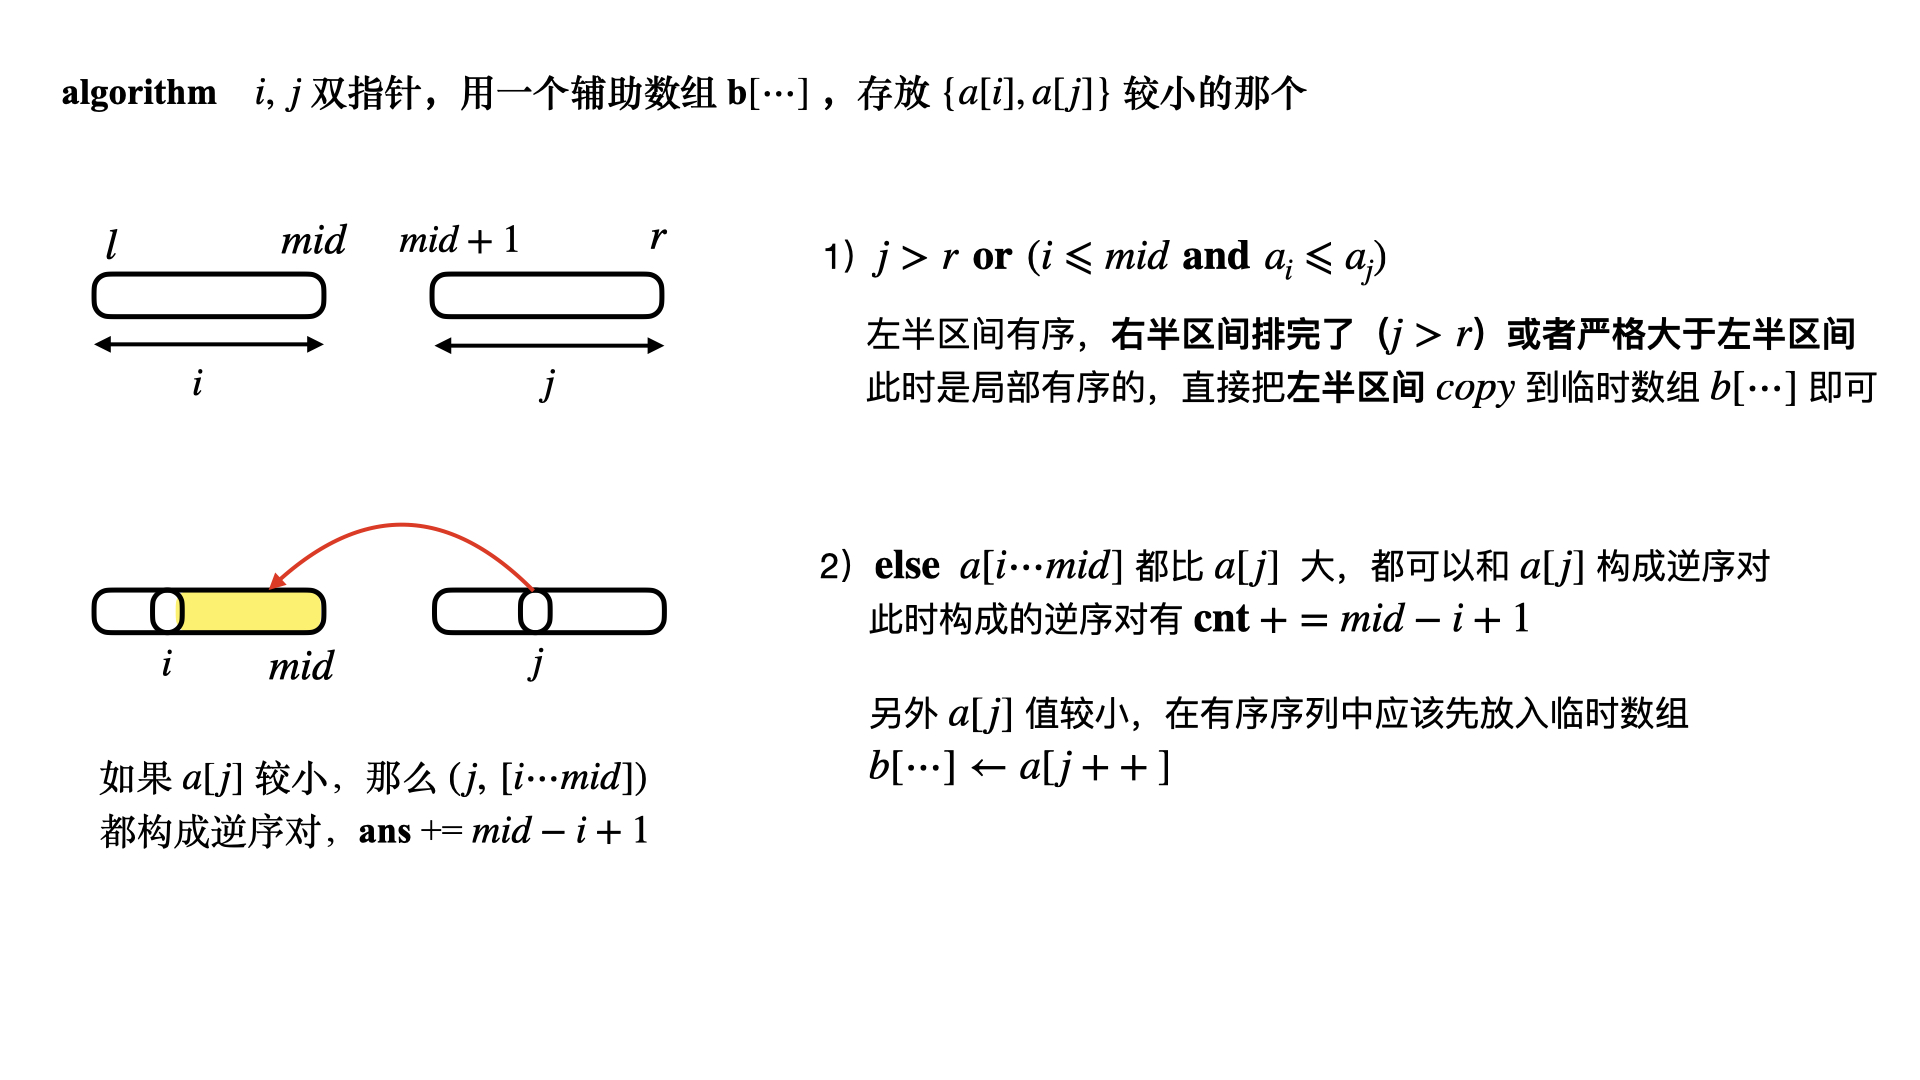 algorithm i, j 双指针，用一个辅助数组 b[⋯] ，存放 {a[i], a[j]} 较小的那个
l mid mid + 1 r
i j
1) j > r or (i ⩽ mid and a_i ⩽ a_j)
左半区间有序，右半区间排完了（j > r）或者严格大于左半区间
此时是局部有序的，直接把左半区间 copy 到临时数组 b[⋯] 即可
i mid j
如果 a[j] 较小，那么 (j, [i⋯mid])
都构成逆序对，ans += mid − i + 1
2) else a[i⋯mid] 都比 a[j] 大，都可以和 a[j] 构成逆序对
此时构成的逆序对有 cnt + = mid − i + 1
另外 a[j] 值较小，在有序序列中应该先放入临时数组
b[⋯] ← a[j + + ]